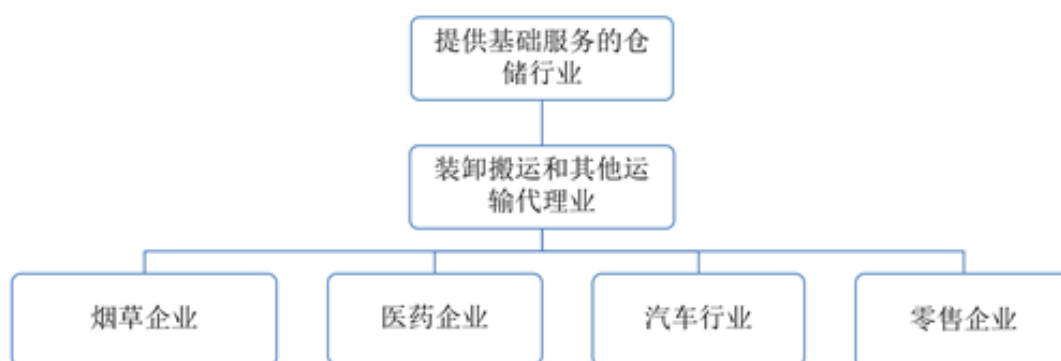 提供基础服务的仓
储行业
装卸搬运和其他运
输代理业
烟草企业
医药企业
汽车行业
零售企业